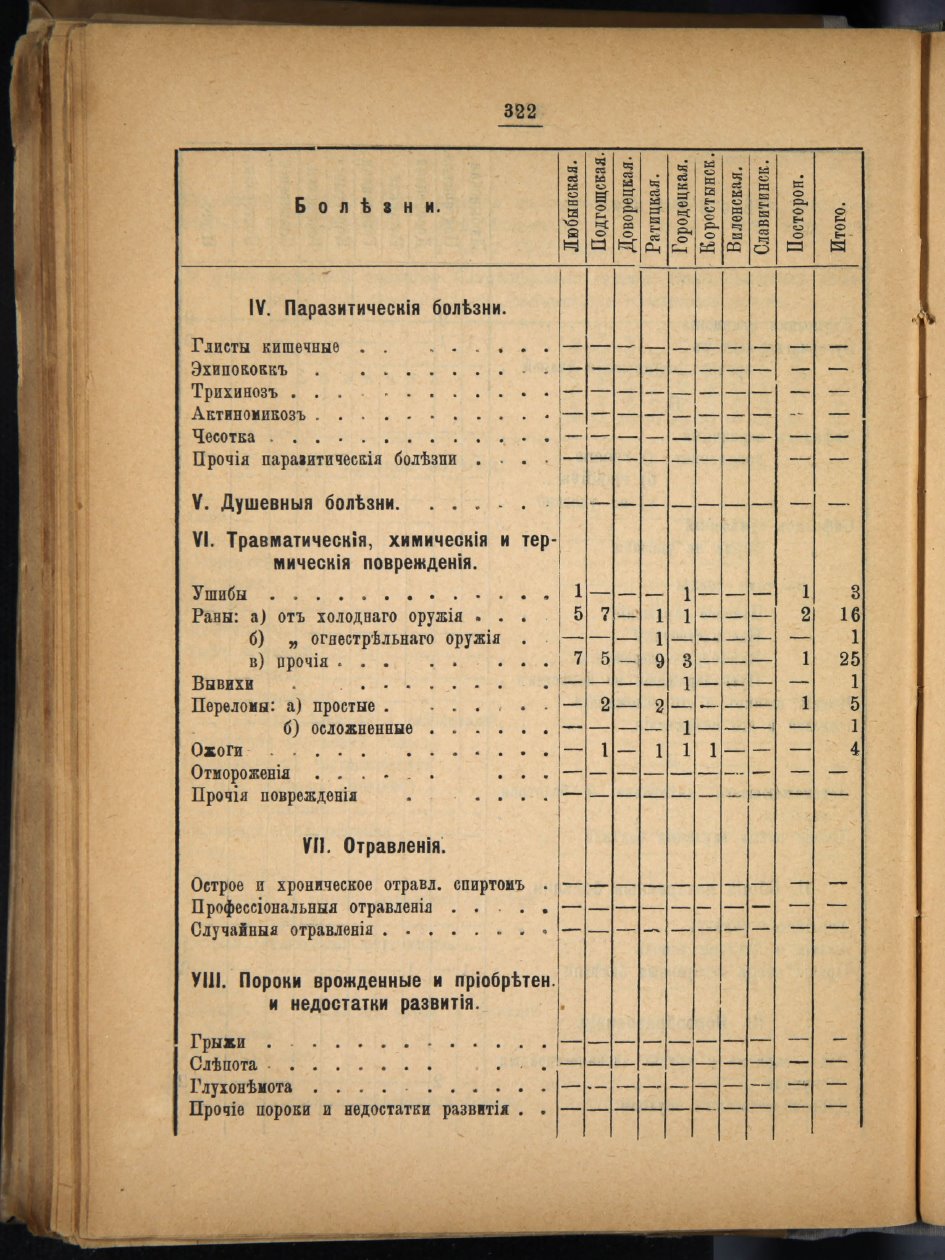 322
Болѣзни. Любынская. Подгощская. Доворецкая. Ратицкая. Городецкая. Коростынск. Виленская. Славитинск. Посторон. Итого.
IV. Паразитическія болѣзни.
Глисты кишечные . . . . . . . . — — — — — — — — — —
Эхипококкъ . . . . . . . . . — — — — — — — — — —
Трихинозъ . . . . . . . . . . . — — — — — — — — — —
Актиномикозъ . . . . . . . . . . — — — — — — — — — —
Чесотка . . . . . . . . . . . . — — — — — — — — — —
Прочія паразитическія болѣзпи . . . . — — — — — — — — —
V. Душевныя болѣзни. . . . . . — — — — — — — — — —
VI. Травматическія, химическія и тер-
мическія поврежденія.
Ушибы . . . . . . . . . . . . 1 — — — 1 — — — 1 3
Раны: а) отъ холоднаго оружія . . . . 5 7 — 1 1 — — — 2 16
б) „ огнестрѣльнаго оружія . — — — 1 — — — — — 1
в) прочія . . . . . . . . 7 5 — 9 3 — — — 1 25
Вывихи . . . . . . . . . — — — — 1 — — — — 1
Переломы: а) простые . . . . . . . — 2 — 2 — — — — 1 5
б) осложненные . . . . . . — — — — 1 — — — — 1
Ожоги . . . . . . . . . . . — 1 — 1 1 1 — — — 4
Отмороженія . . . . . . . . — — — — — — — — — —
Прочія поврежденія . . . . . — — — — — — — — — —
VII. Отравленія.
Острое и хроническое отравл. спиртомъ . — — — — — — — — — —
Профессіональныя отравленія . . . . . — — — — — — — — — —
Случайныя отравленія . . . . . . . . — — — — — — — — — —
VIII. Пороки врожденные и пріобрѣтен.
и недостатки развитія.
Грыжи . . . . . . . . . . . . — — — — — — — — — —
Слѣпота . . . . . . . . . . — — — — — — — — — —
Глухонѣмота . . . . . . . . . . — — — — — — — — — —
Прочіе пороки и недостатки развитія . . — — — — — — — — — —